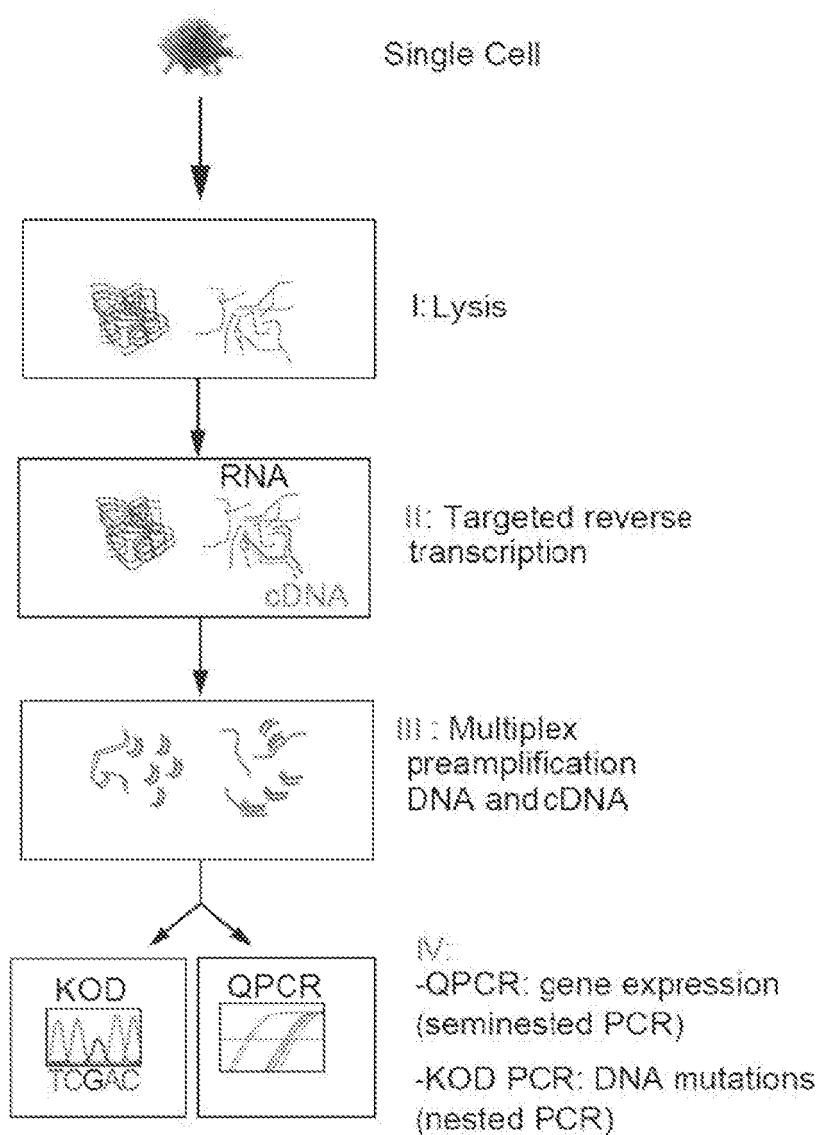 Single Cell
I: Lysis
RNA
cDNA
II: Targeted reverse
transcription
III : Multiplex
preamplification
DNA and cDNA
KOD
TCGAC
QPCR
IV:
-QPCR: gene expression
(seminested PCR)
-KOD PCR: DNA mutations
(nested PCR)